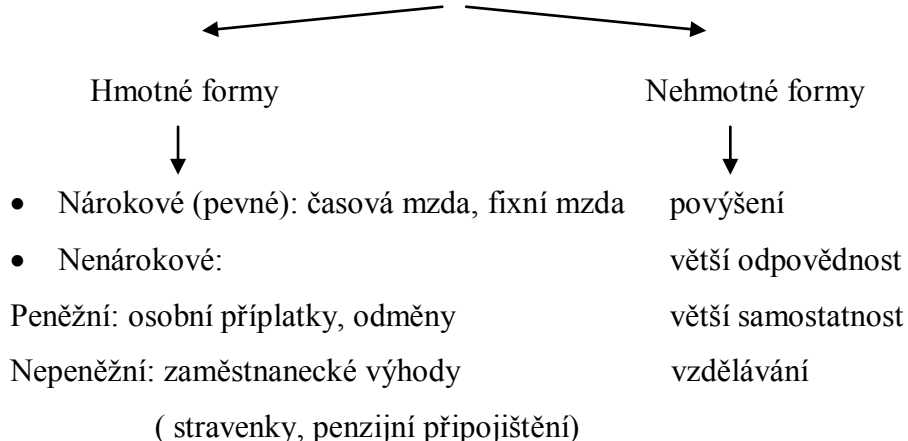 Hmotné formy Nehmotné formy
• Nárokové (pevné): časová mzda, fixní mzda povýšení
• Nenárokové: větší odpovědnost
Peněžní: osobní příplatky, odměny větší samostatnost
Nepeněžní: zaměstnanecké výhody vzdělávání
( stravenky, penzijní připojištění)